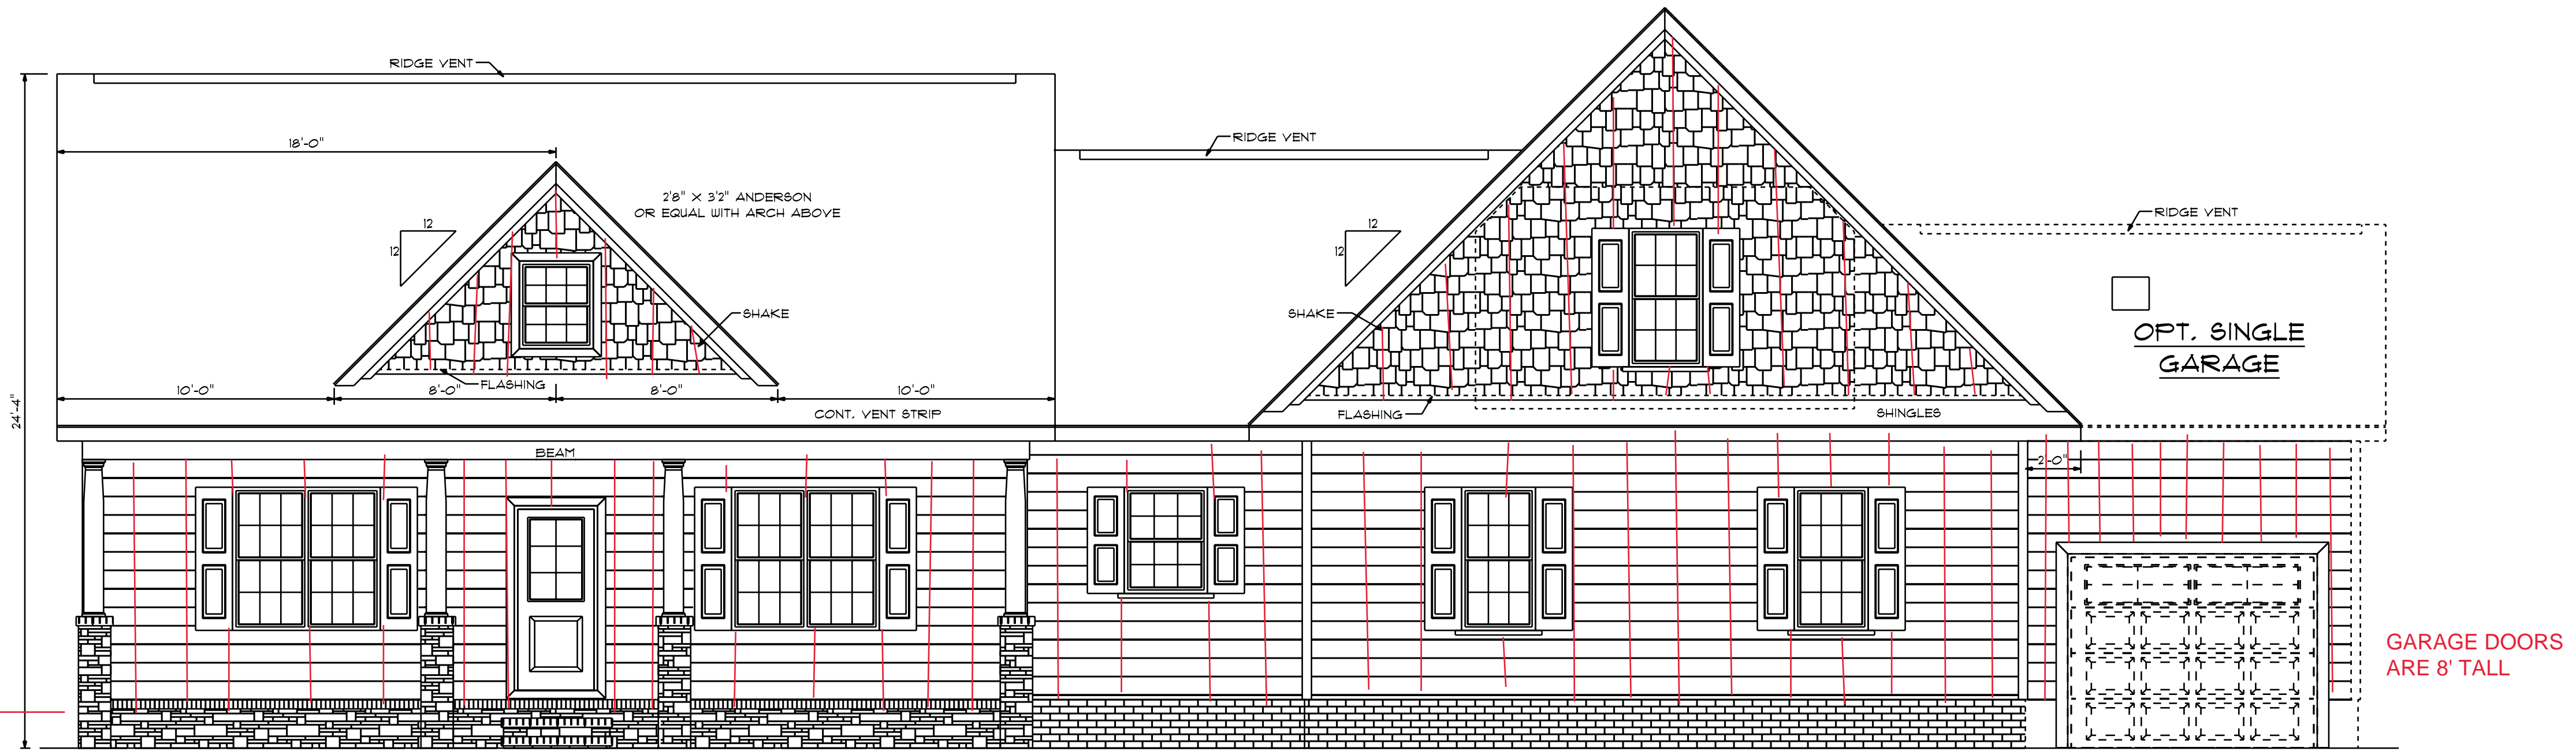 RIDGE VENT
RIDGE VENT
18'-0"
2'8" X 3'2" ANDERSON
OR EQUAL WITH ARCH ABOVE
12
12
12
12
RIDGE VENT
SHAKE
SHAKE
OPT. SINGLE
GARAGE
FLASHING
10'-0"
8'-0"
8'-0"
10'-0"
24'-4"
CONT. VENT STRIP
FLASHING
SHINGLES
BEAM
2'-0"
GARAGE DOORS
ARE 8' TALL